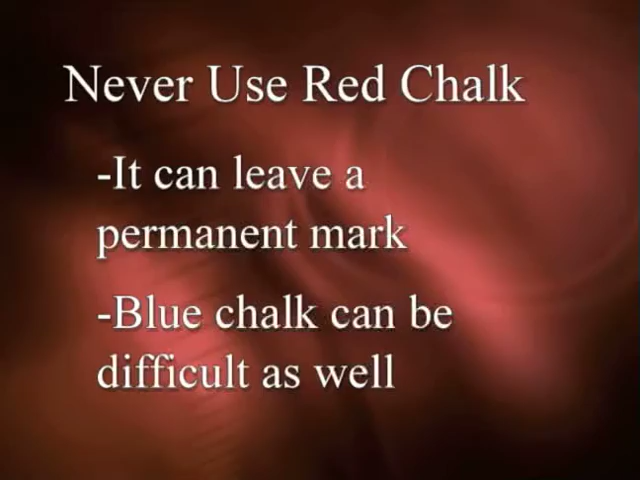 Never Use Red Chalk
-It can leave a
permanent mark
-Blue chalk can be
difficult as well